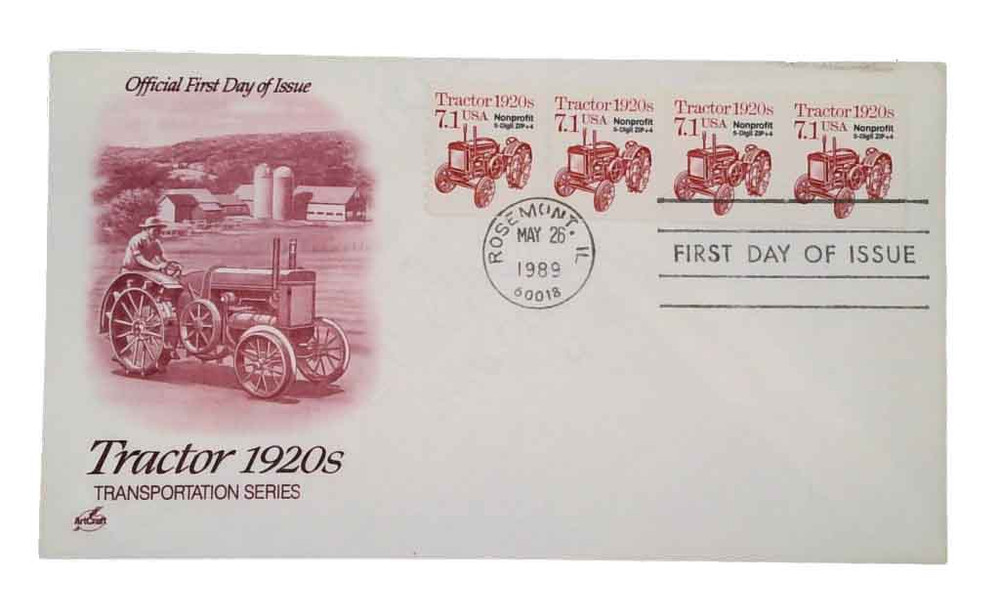 Official First Day of Issue
Tractor 1920s
7.1 USA Nonprofit
5-Digit ZIP+4
Tractor 1920s
7.1 USA Nonprofit
5-Digit ZIP+4
Tractor 1920s
7.1 USA Nonprofit
5-Digit ZIP+4
Tractor 1920s
7.1 USA Nonprofit
5-Digit ZIP+4
ROSEMONT, IL
MAY 26
1989
60018
FIRST DAY OF ISSUE
Tractor 1920s
TRANSPORTATION SERIES
ArtCraft